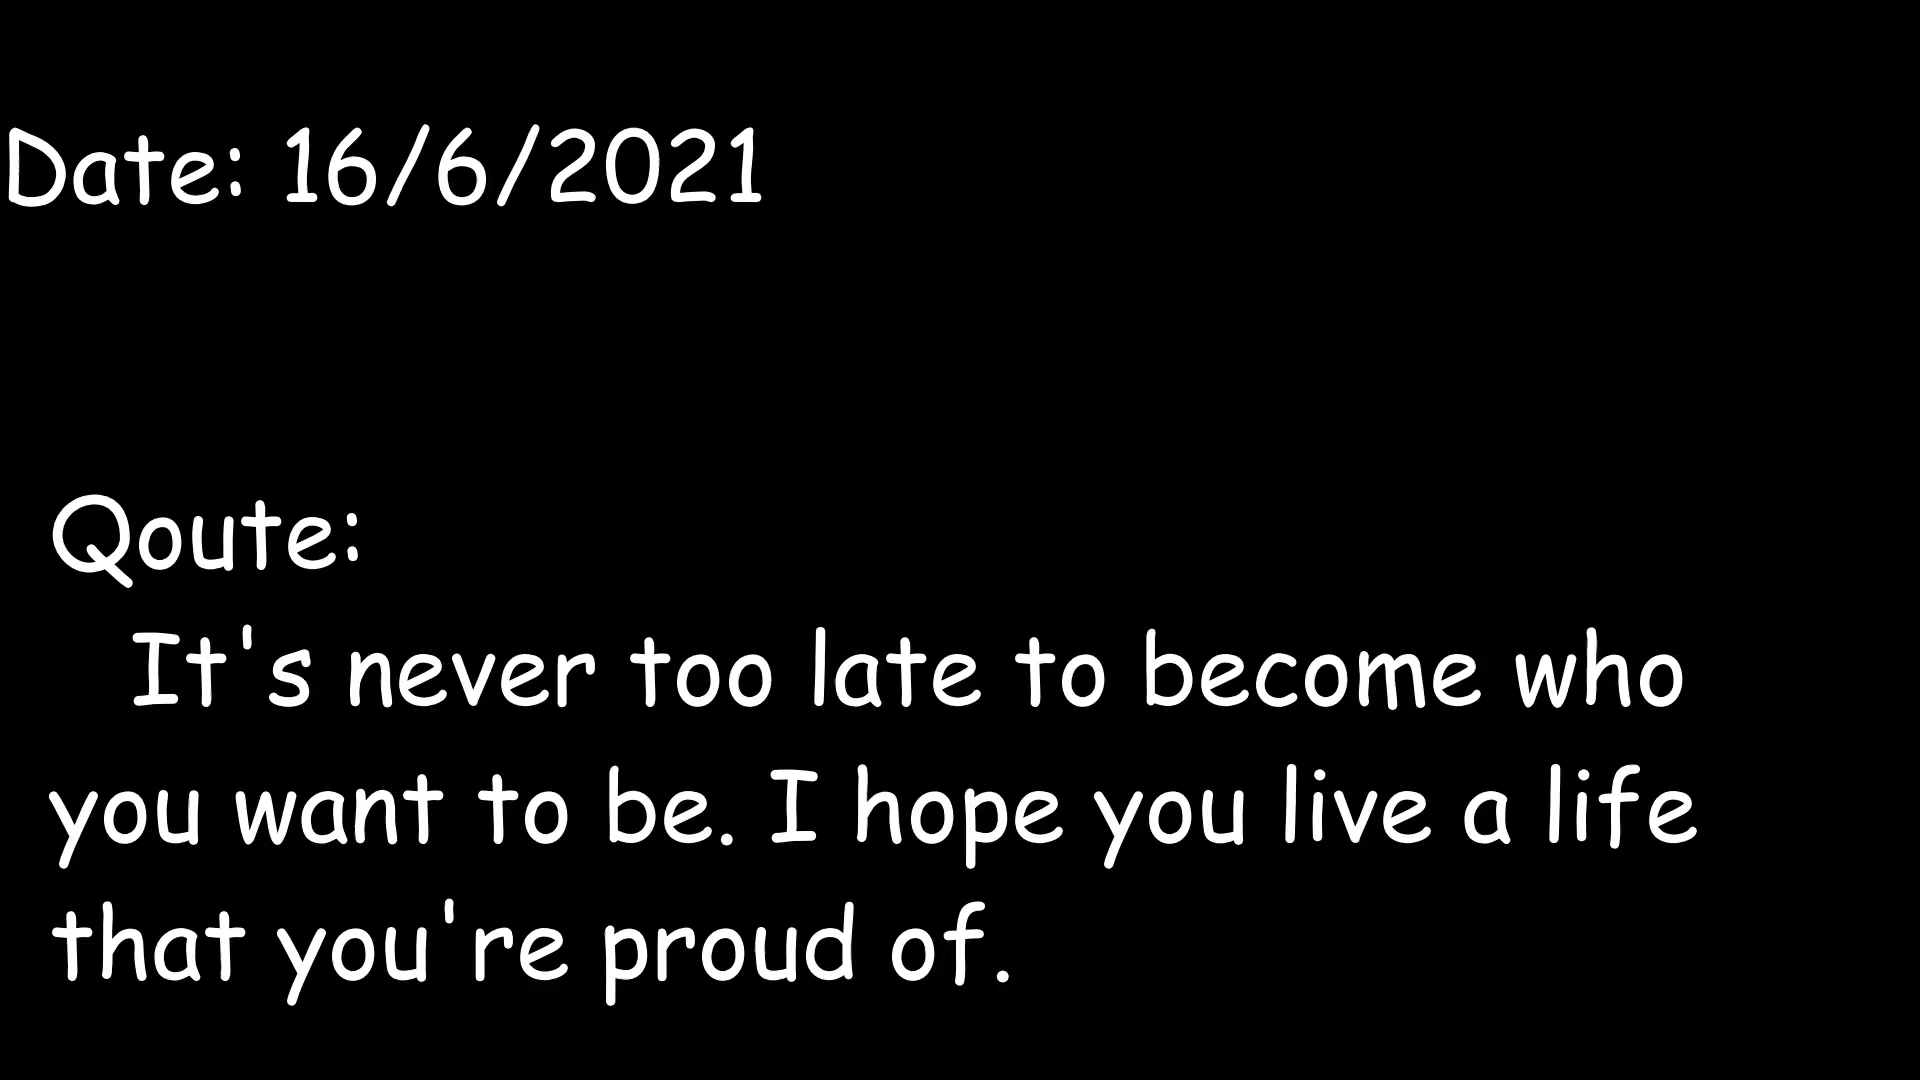 Date: 16/6/2021
Qoute:
It's never too late to become who
you want to be. I hope you live a life
that you're proud of.